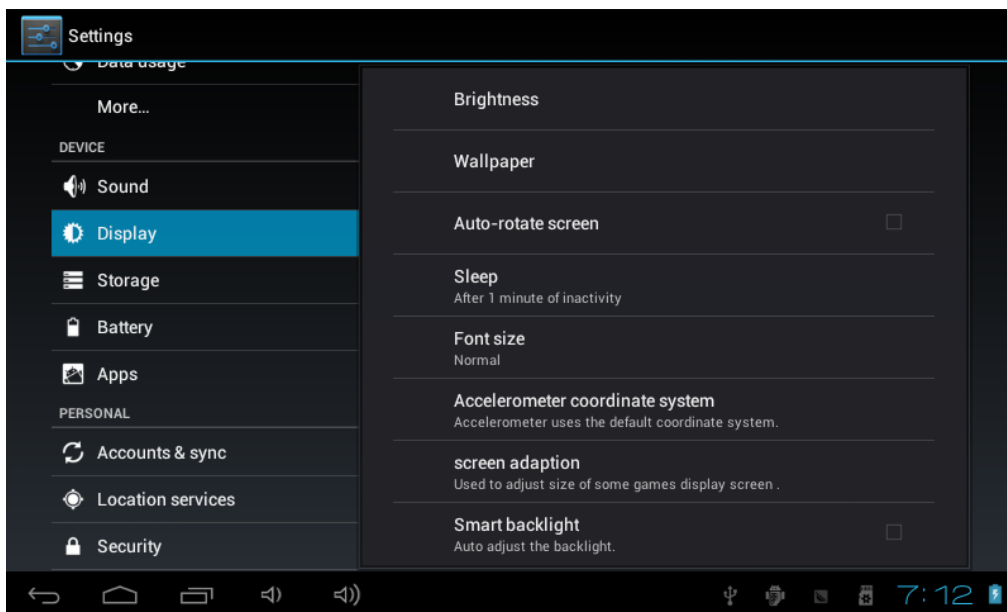 Settings
Data usage
More...
DEVICE
Sound
Display
Storage
Battery
Apps
PERSONAL
Accounts & sync
Location services
Security
Brightness
Wallpaper
Auto-rotate screen
Sleep
After 1 minute of inactivity
Font size
Normal
Accelerometer coordinate system
Accelerometer uses the default coordinate system.
screen adaption
Used to adjust size of some games display screen .
Smart backlight
Auto adjust the backlight.
7:12